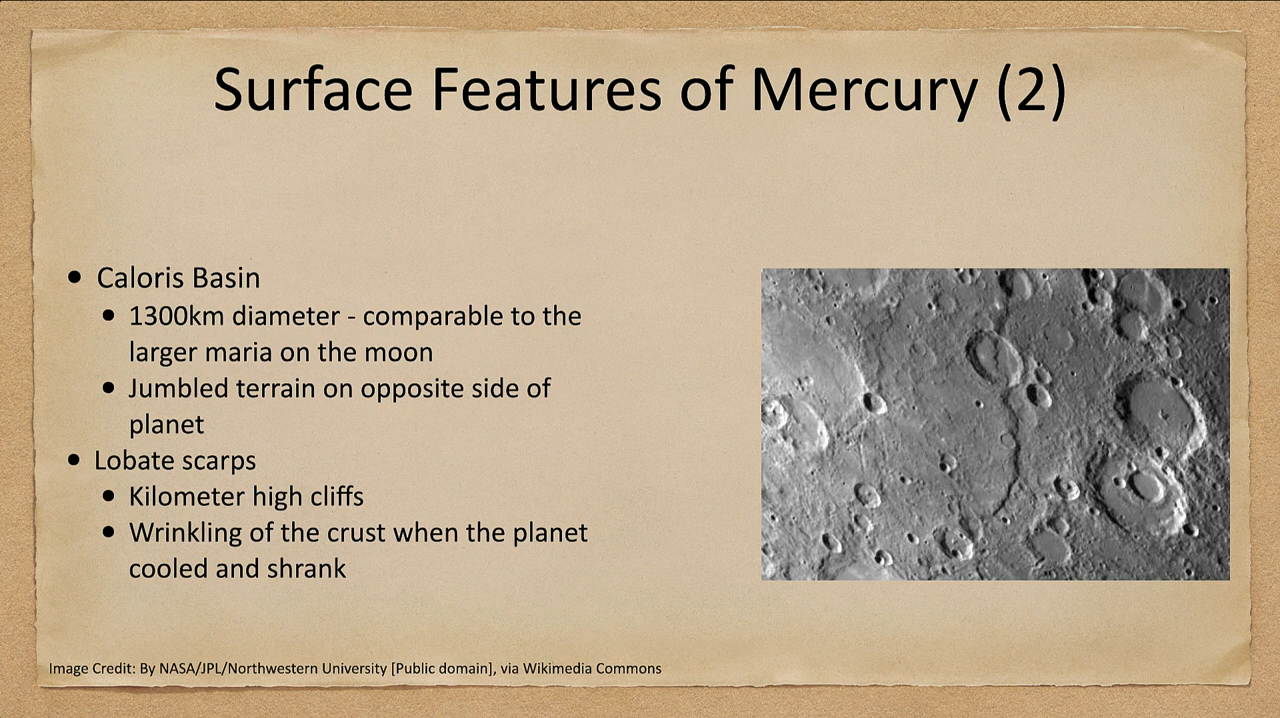 Surface Features of Mercury (2)
• Caloris Basin
• 1300km diameter - comparable to the
larger maria on the moon
• Jumbled terrain on opposite side of
planet
• Lobate scarps
• Kilometer high cliffs
• Wrinkling of the crust when the planet
cooled and shrank
Image Credit: By NASA/JPL/Northwestern University [Public domain], via Wikimedia Commons